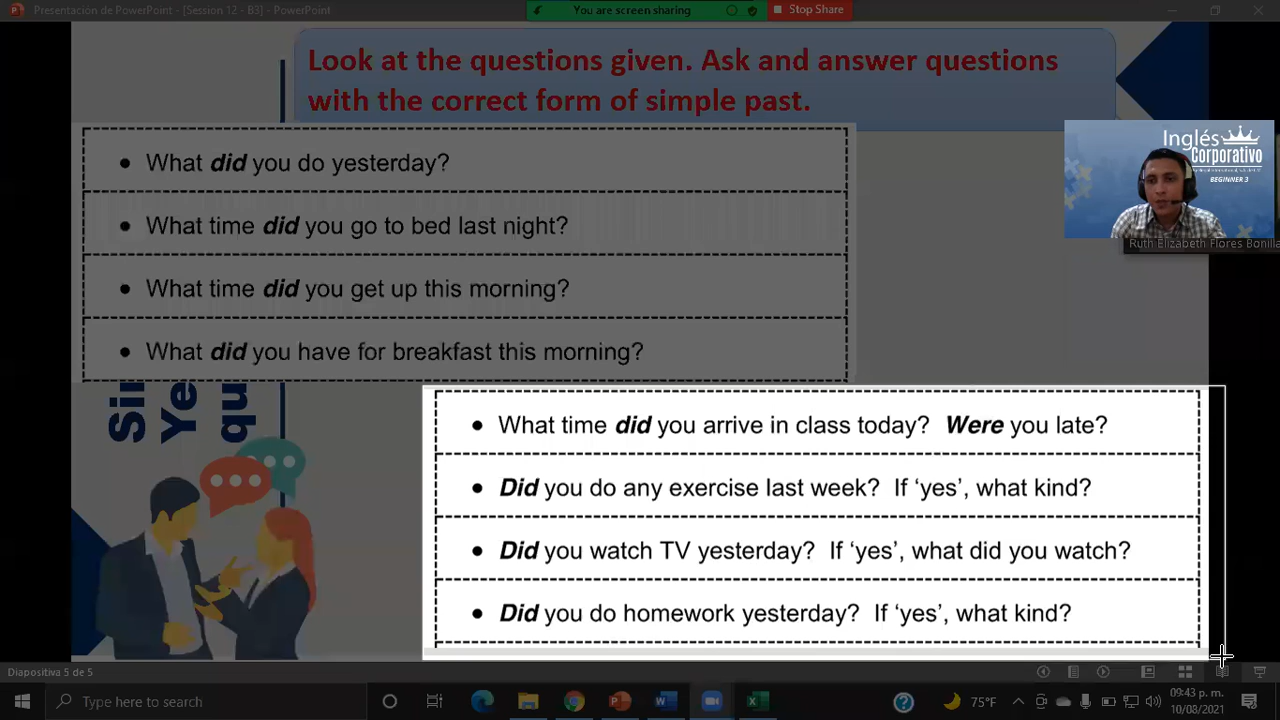 Presentación de PowerPoint - [Session 12 - B3] - PowerPoint
You are screen sharing
Stop Share
Look at the questions given. Ask and answer questions
with the correct form of simple past.
• What did you do yesterday?
• What time did you go to bed last night?
• What time did you get up this morning?
• What did you have for breakfast this morning?
Inglés
Corporativo
BEGINNER 3
Ruth Elizabeth Flores Bonilla
Sin
Ye
qu
• What time did you arrive in class today? Were you late?
• Did you do any exercise last week? If ‘yes’, what kind?
• Did you watch TV yesterday? If ‘yes’, what did you watch?
• Did you do homework yesterday? If ‘yes’, what kind?
Diapositiva 5 de 5
Type here to search
75°F
09:43 p. m.
10/08/2021